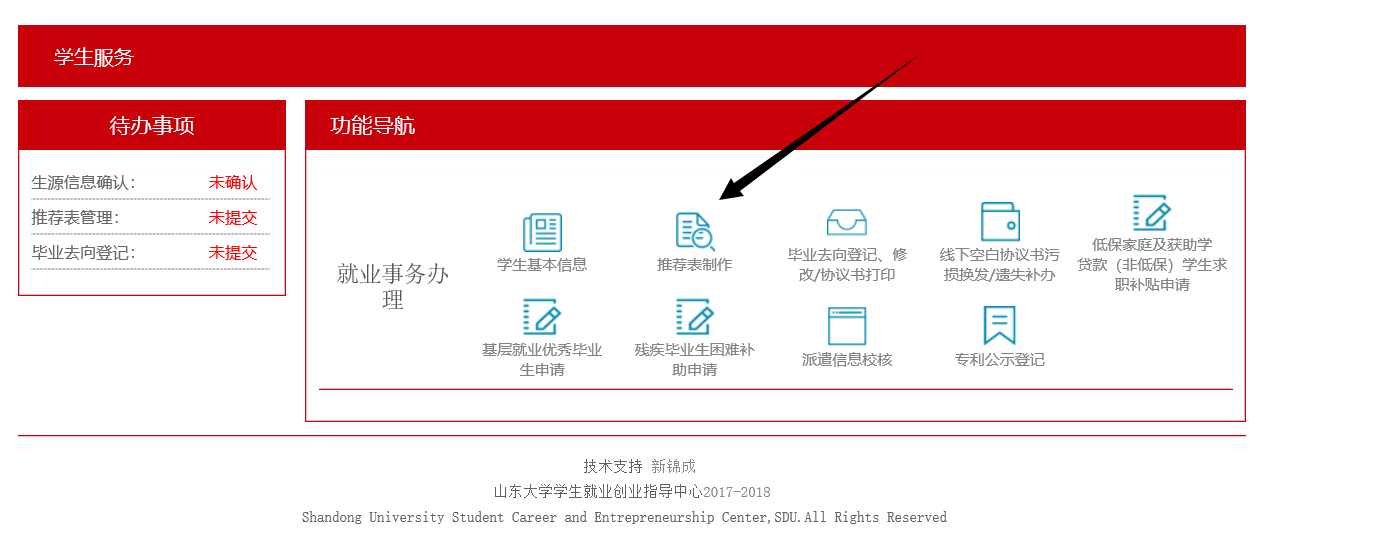 学生服务
待办事项
生源信息确认: 未确认
推荐表管理: 未提交
毕业去向登记: 未提交
功能导航
就业事务办
理
学生基本信息
推荐表制作
毕业去向登记、修
改/协议书打印
线下空白协议书污
损换发/遗失补办
低保家庭及获助学
贷款（非低保）学生求
职补贴申请
基层就业优秀毕业
生申请
残疾毕业生困难补
助申请
派遣信息校核
专利公示登记
技术支持 新锦成
山东大学学生就业创业指导中心2017-2018
Shandong University Student Career and Entrepreneurship Center,SDU.All Rights Reserved